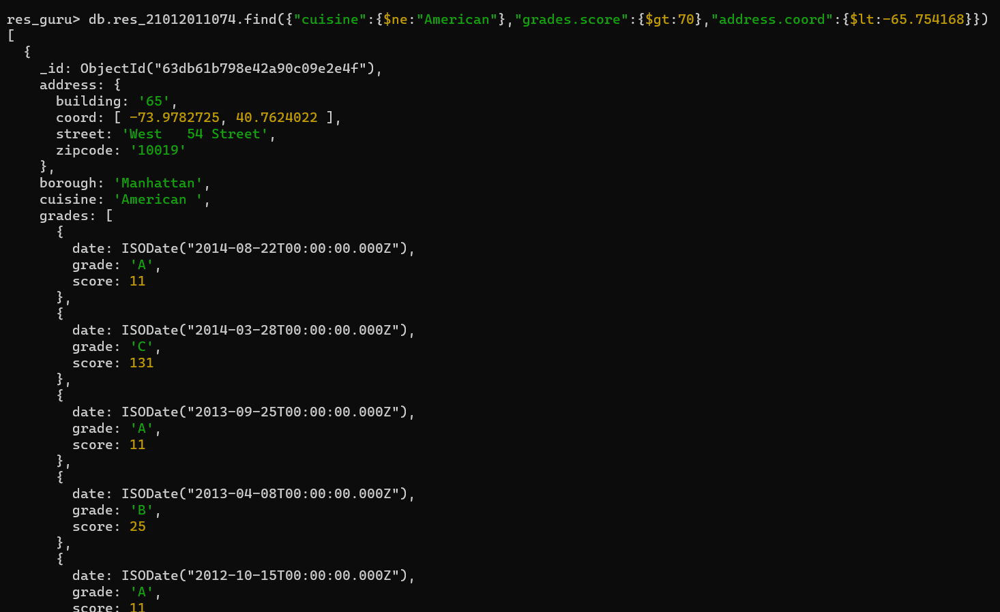 res_guru> db.res_21012011074.find({"cuisine":{$ne:"American"},"grades.score":{$gt:70},"address.coord":{$lt:-65.754168}})
[
  {
    _id: ObjectId("63db61b798e42a90c09e2e4f"),
    address: {
      building: '65',
      coord: [ -73.9782725, 40.7624022 ],
      street: 'West   54 Street',
      zipcode: '10019'
    },
    borough: 'Manhattan',
    cuisine: 'American ',
    grades: [
      {
        date: ISODate("2014-08-22T00:00:00.000Z"),
        grade: 'A',
        score: 11
      },
      {
        date: ISODate("2014-03-28T00:00:00.000Z"),
        grade: 'C',
        score: 131
      },
      {
        date: ISODate("2013-09-25T00:00:00.000Z"),
        grade: 'A',
        score: 11
      },
      {
        date: ISODate("2013-04-08T00:00:00.000Z"),
        grade: 'B',
        score: 25
      },
      {
        date: ISODate("2012-10-15T00:00:00.000Z"),
        grade: 'A',
        score: 11